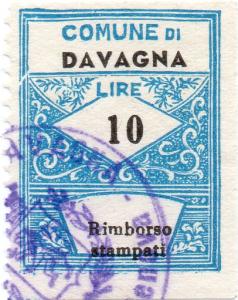 COMUNE DI
DAVAGNA
LIRE
10
Rimborso
stampati